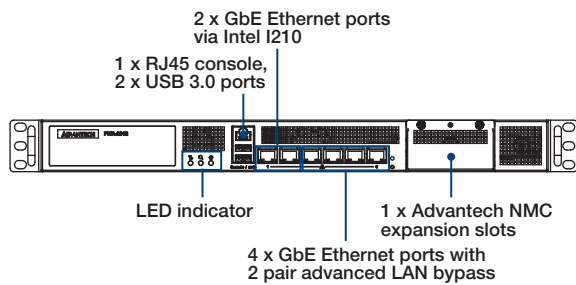 2 x GbE Ethernet ports
via Intel I210
1 x RJ45 console,
2 x USB 3.0 ports
ADVANTECH
LED indicator
1 x Advantech NMC
expansion slots
4 x GbE Ethernet ports with
2 pair advanced LAN bypass